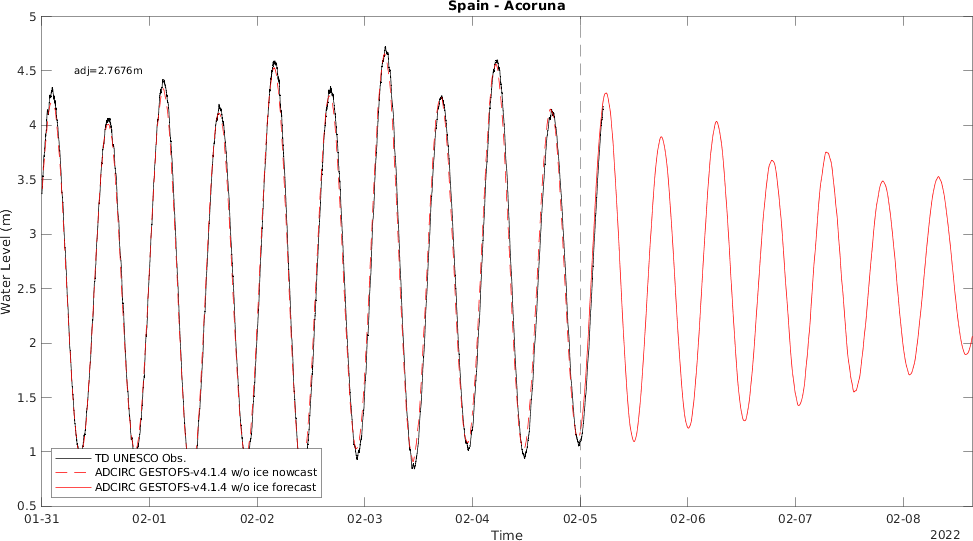 Spain - Acoruna
5
4.5
4
3.5
3
2.5
2
1.5
1
0.5
Water Level (m)
adj=2.7676m
TD UNESCO Obs.
ADCIRC GESTOFS-v4.1.4 w/o ice nowcast
ADCIRC GESTOFS-v4.1.4 w/o ice forecast
01-31 02-01 02-02 02-03 02-04 02-05 02-06 02-07 02-08
Time
2022